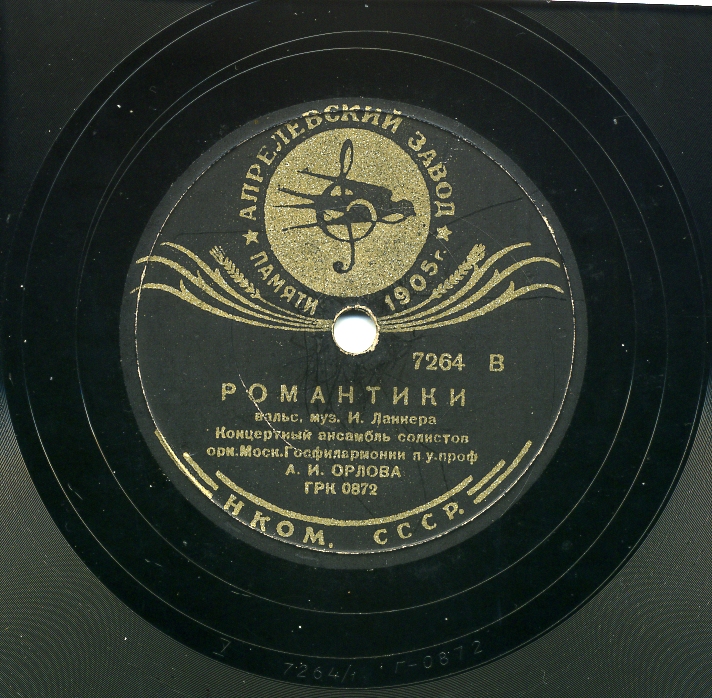 АПРЕЛЕВСКИЙ ЗАВОД
ПАМЯТИ 1905 г.
7264 В
РОМАНТИКИ
вальс, муз. И. Ланнера
Концертный ансамбль солистов
орк.Моск.Госфилармонии п.у.проф
А. И. ОРЛОВА
ГРК 0872
НКОМ. СССР.
7264/ Г-0872